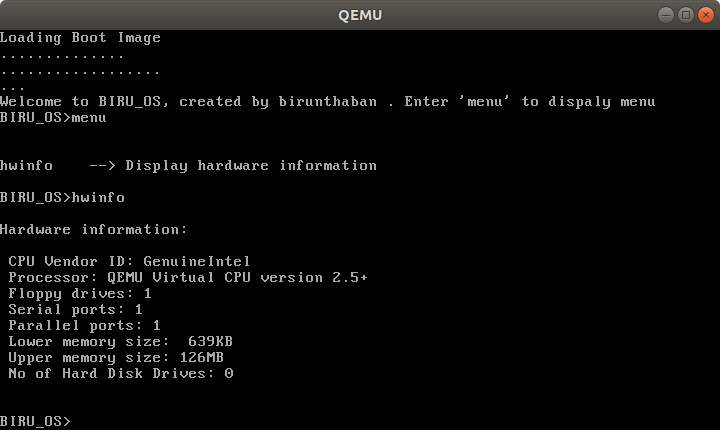 QEMU
Loading Boot Image
..............
..................
...
Welcome to BIRU_OS, created by birunthaban . Enter 'menu' to dispaly menu
BIRU_OS>menu
hwinfo    --> Display hardware information
BIRU_OS>hwinfo
Hardware information:
CPU Vendor ID: GenuineIntel
Processor: QEMU Virtual CPU version 2.5+
Floppy drives: 1
Serial ports: 1
Parallel ports: 1
Lower memory size:  639KB
Upper memory size: 126MB
No of Hard Disk Drives: 0
BIRU_OS>